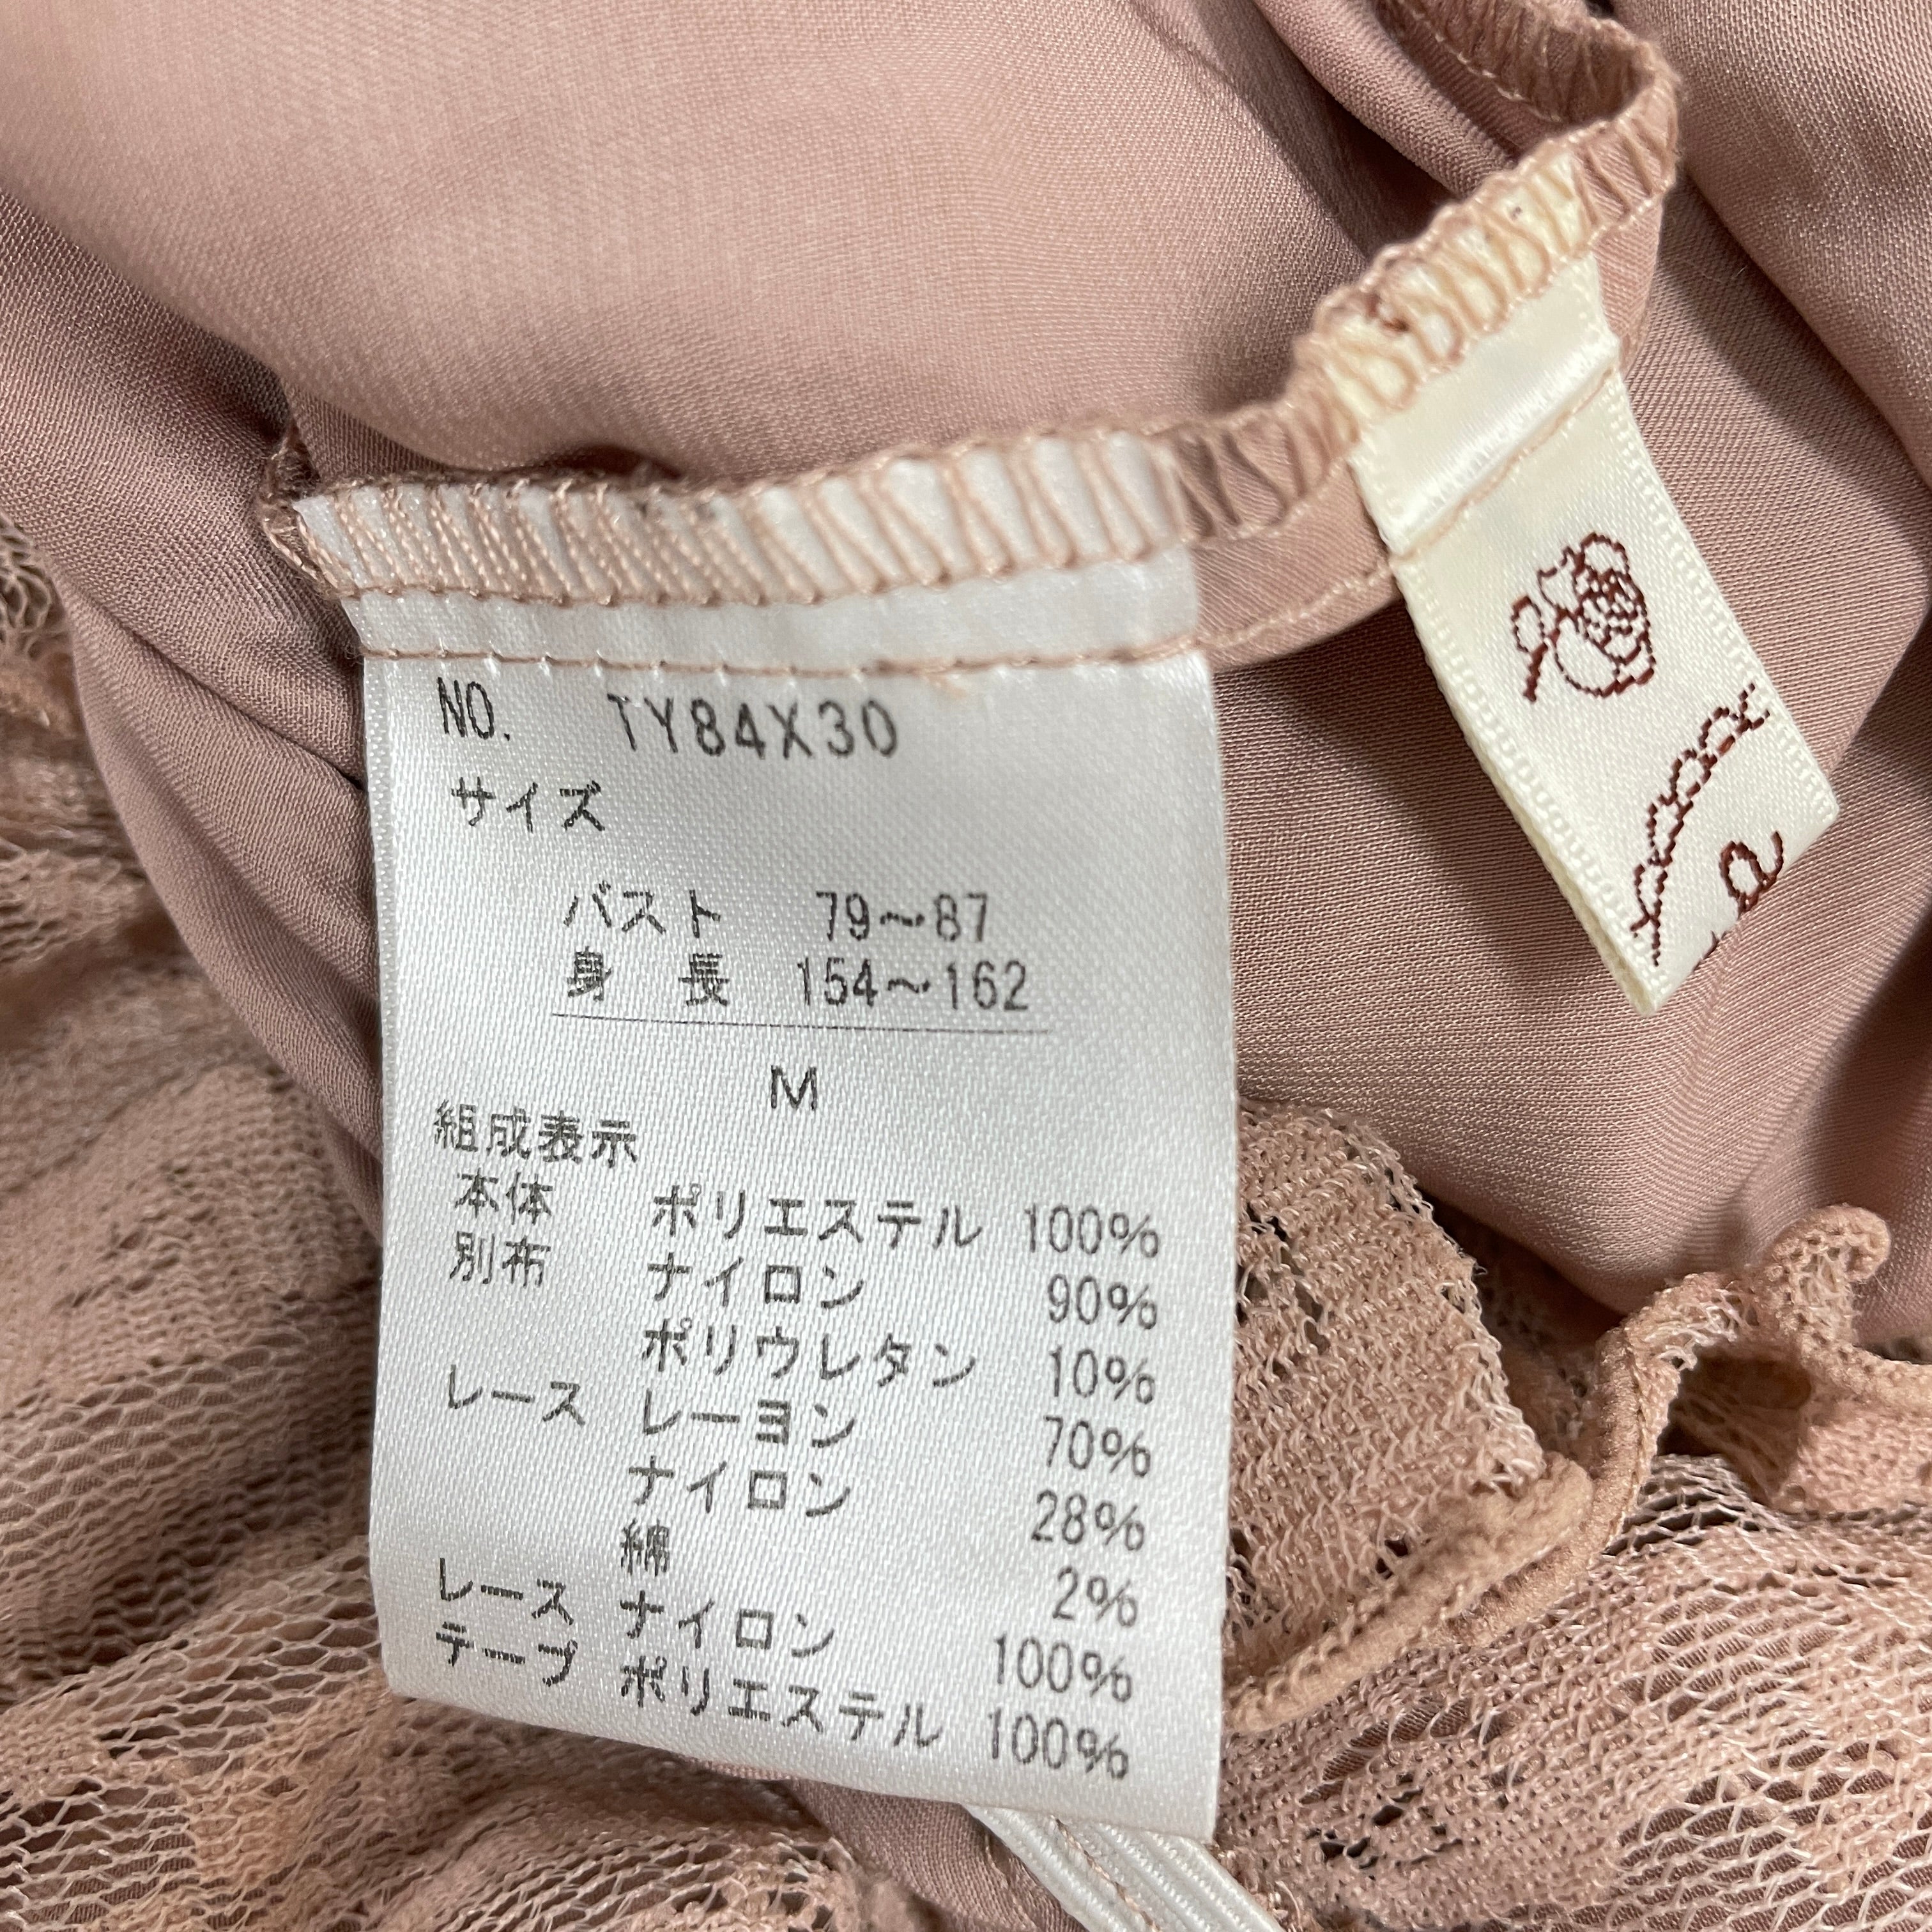 NO. TY84X30
サイズ
バスト 79～87
身 長 154～162
M
組成表示
本体 ポリエステル 100%
別布 ナイロン 90%
ポリウレタン 10%
レース レーヨン 70%
ナイロン 28%
綿 2%
レース ナイロン 100%
テープ ポリエステル 100%